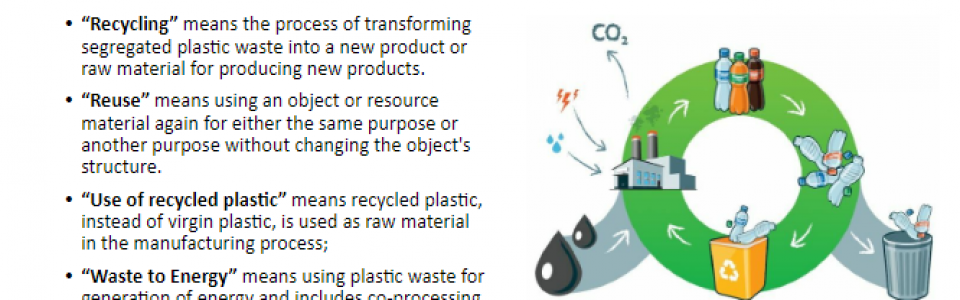 • “Recycling” means the process of transforming
segregated plastic waste into a new product or
raw material for producing new products.
• “Reuse” means using an object or resource
material again for either the same purpose or
another purpose without changing the object's
structure.
• “Use of recycled plastic” means recycled plastic,
instead of virgin plastic, is used as raw material
in the manufacturing process;
• “Waste to Energy” means using plastic waste for
generation of energy and includes co-processing
CO₂